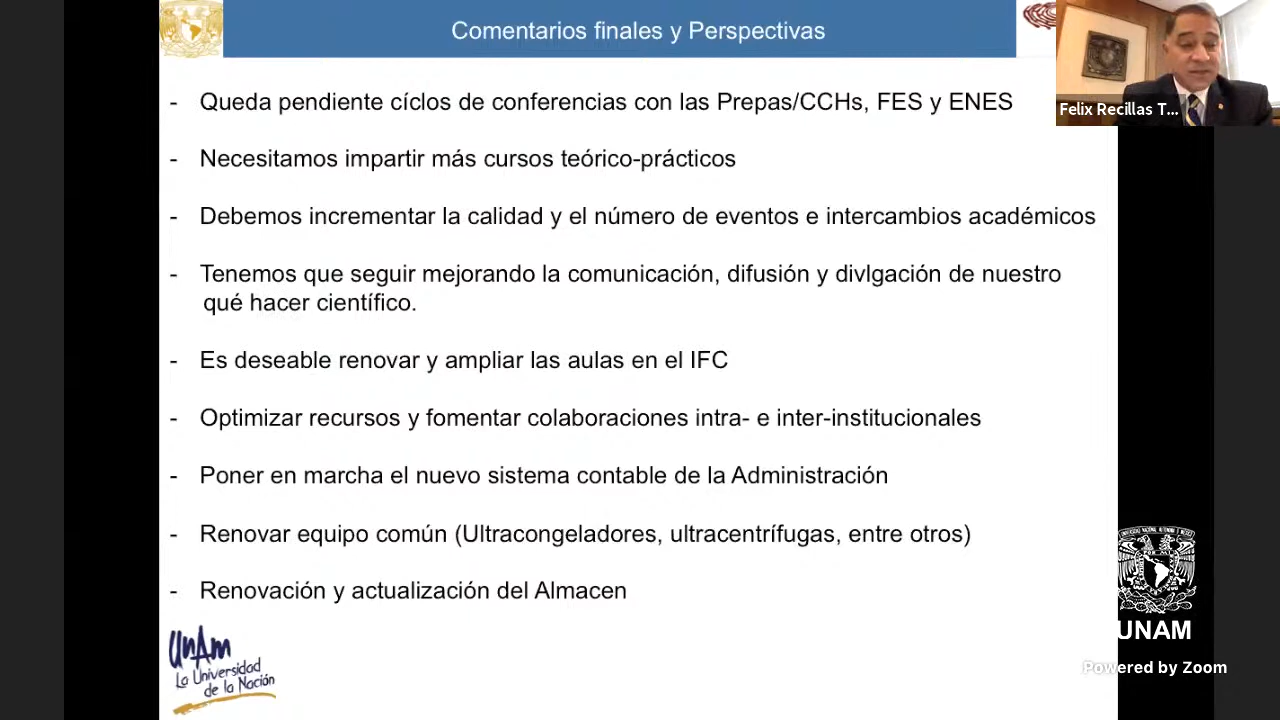 Comentarios finales y Perspectivas
Felix Recillas T...
- Queda pendiente cíclos de conferencias con las Prepas/CCHs, FES y ENES
- Necesitamos impartir más cursos teórico-prácticos
- Debemos incrementar la calidad y el número de eventos e intercambios académicos
- Tenemos que seguir mejorando la comunicación, difusión y divlgación de nuestro
qué hacer científico.
- Es deseable renovar y ampliar las aulas en el IFC
- Optimizar recursos y fomentar colaboraciones intra- e inter-institucionales
- Poner en marcha el nuevo sistema contable de la Administración
- Renovar equipo común (Ultracongeladores, ultracentrífugas, entre otros)
- Renovación y actualización del Almacen
UnAm
La Universidad
de la Nación
UNAM
Powered by Zoom